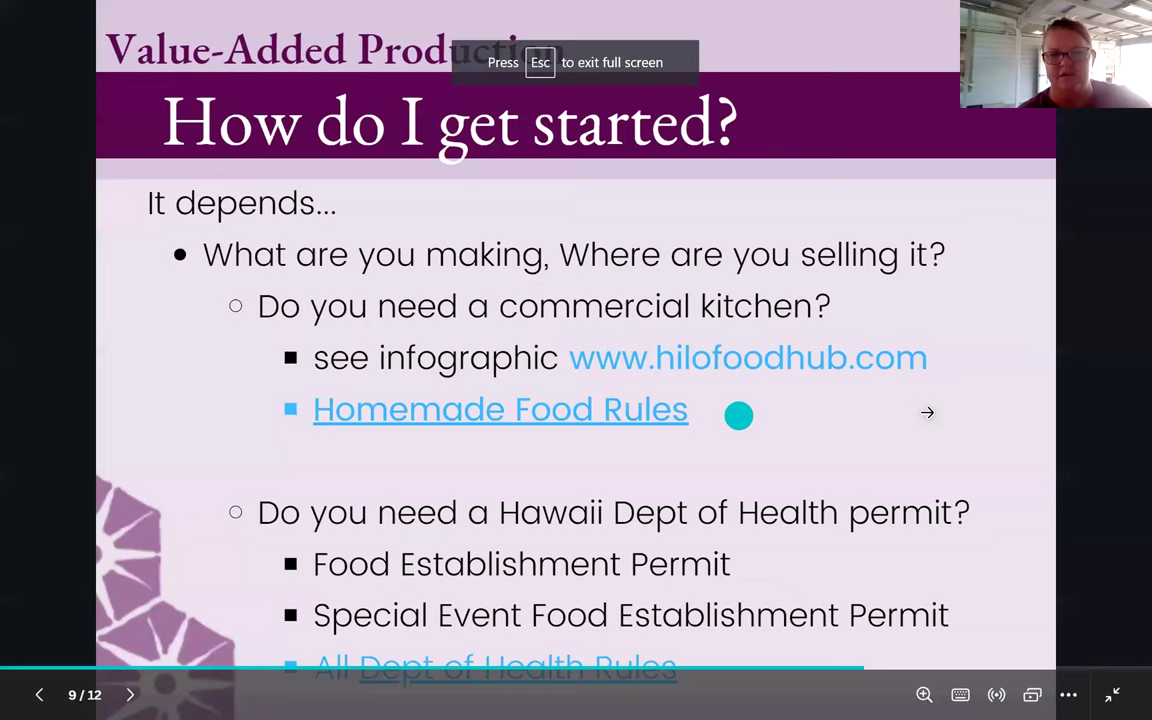 Value-Added Production
Press Esc to exit full screen
How do I get started?
It depends...
What are you making, Where are you selling it?
Do you need a commercial kitchen?
see infographic www.hilofoodhub.com
Homemade Food Rules
Do you need a Hawaii Dept of Health permit?
Food Establishment Permit
Special Event Food Establishment Permit
All Dept of Health Rules
9 / 12